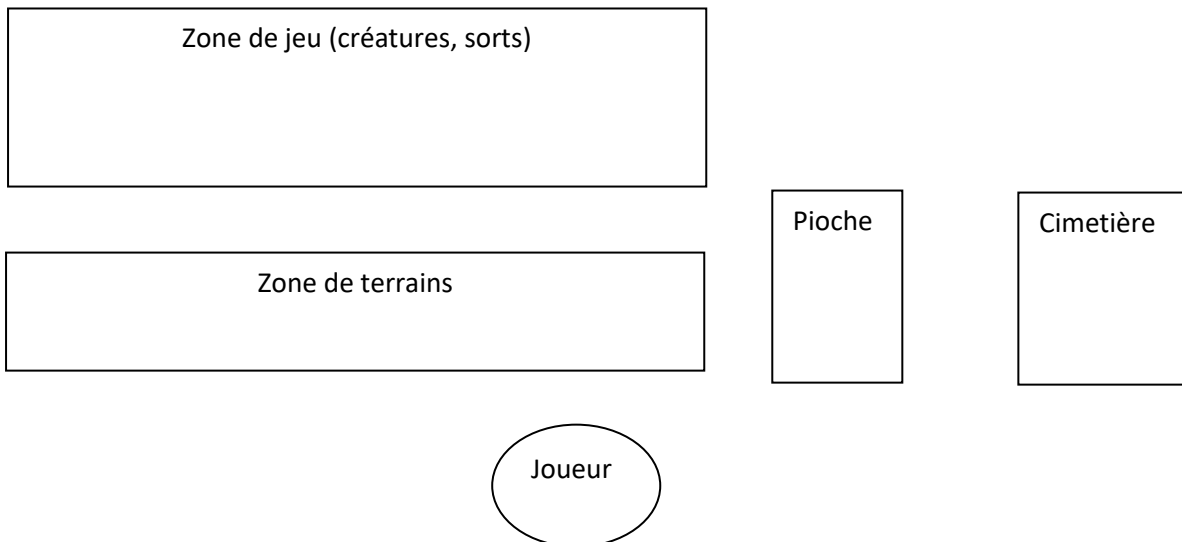 Zone de jeu (créatures, sorts)
Pioche
Cimetière
Zone de terrains
Joueur